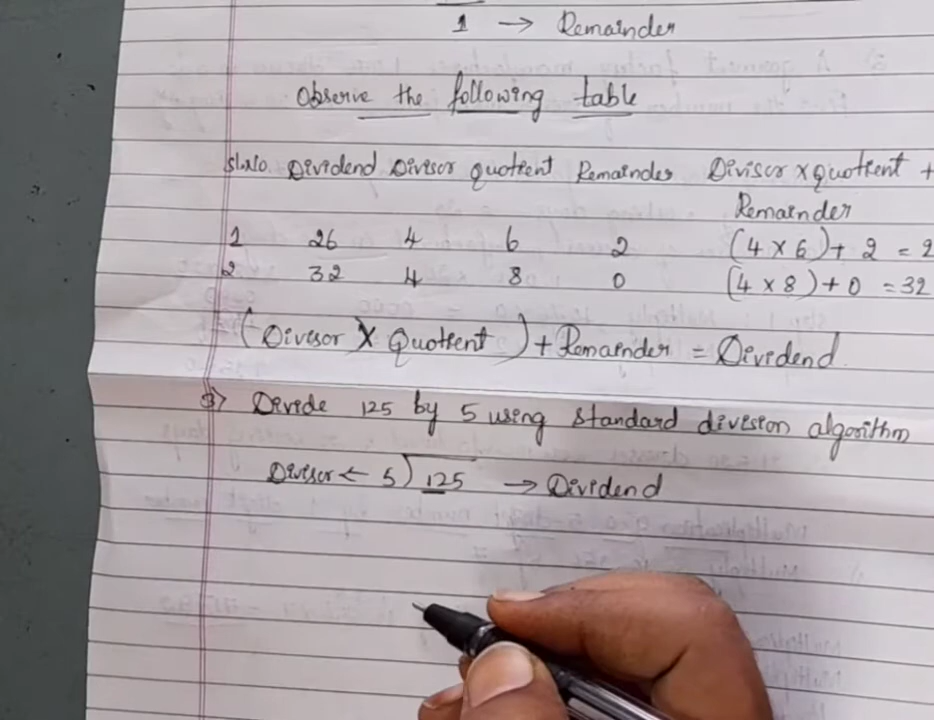 1 → Remainder
Observe the following table
Sl.No. Dividend Divisor Quotient Remainder Divisor × Quotient +
Remainder
1 26 4 6 2 (4 × 6) + 2 = 2
2 32 4 8 0 (4 × 8) + 0 = 32
(Divisor × Quotient) + Remainder = Dividend.
3) Divide 125 by 5 using standard division algorithm
Divisor ← 5) 125 → Dividend